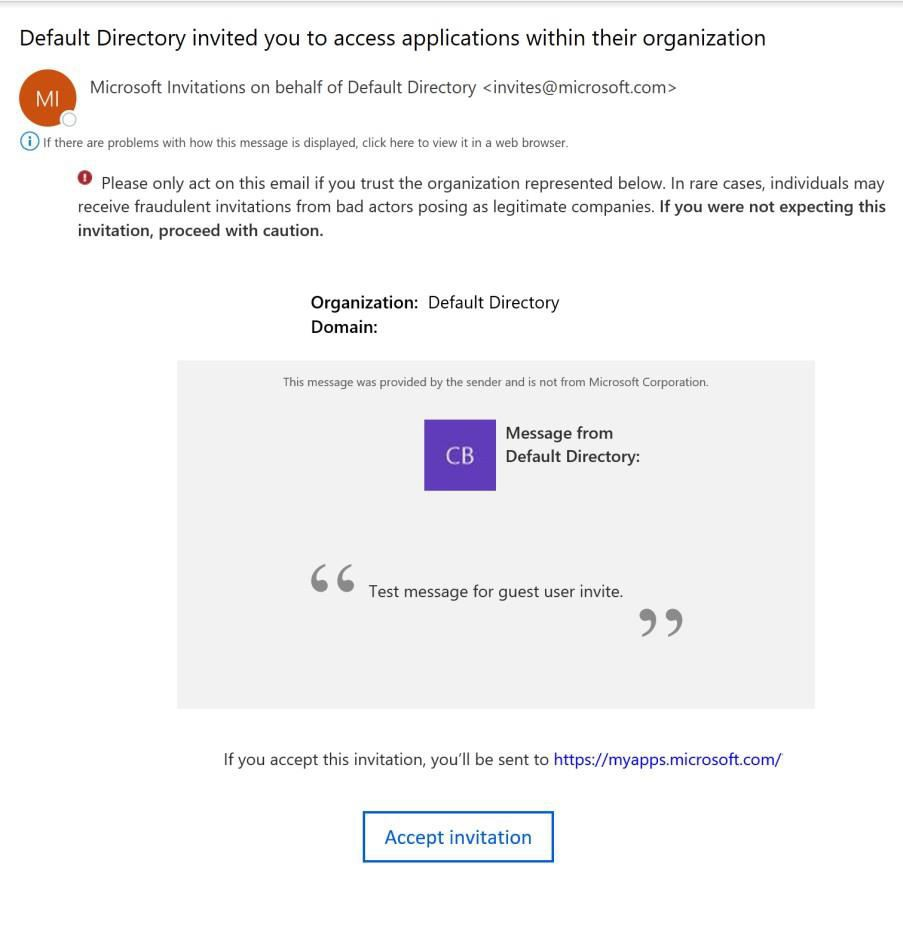 Default Directory invited you to access applications within their organization
MI
Microsoft Invitations on behalf of Default Directory <invites@microsoft.com>
If there are problems with how this message is displayed, click here to view it in a web browser.
Please only act on this email if you trust the organization represented below. In rare cases, individuals may
receive fraudulent invitations from bad actors posing as legitimate companies. If you were not expecting this
invitation, proceed with caution.
Organization: Default Directory
Domain:
This message was provided by the sender and is not from Microsoft Corporation.
CB
Message from
Default Directory:
“ Test message for guest user invite. ”
If you accept this invitation, you’ll be sent to https://myapps.microsoft.com/
Accept invitation